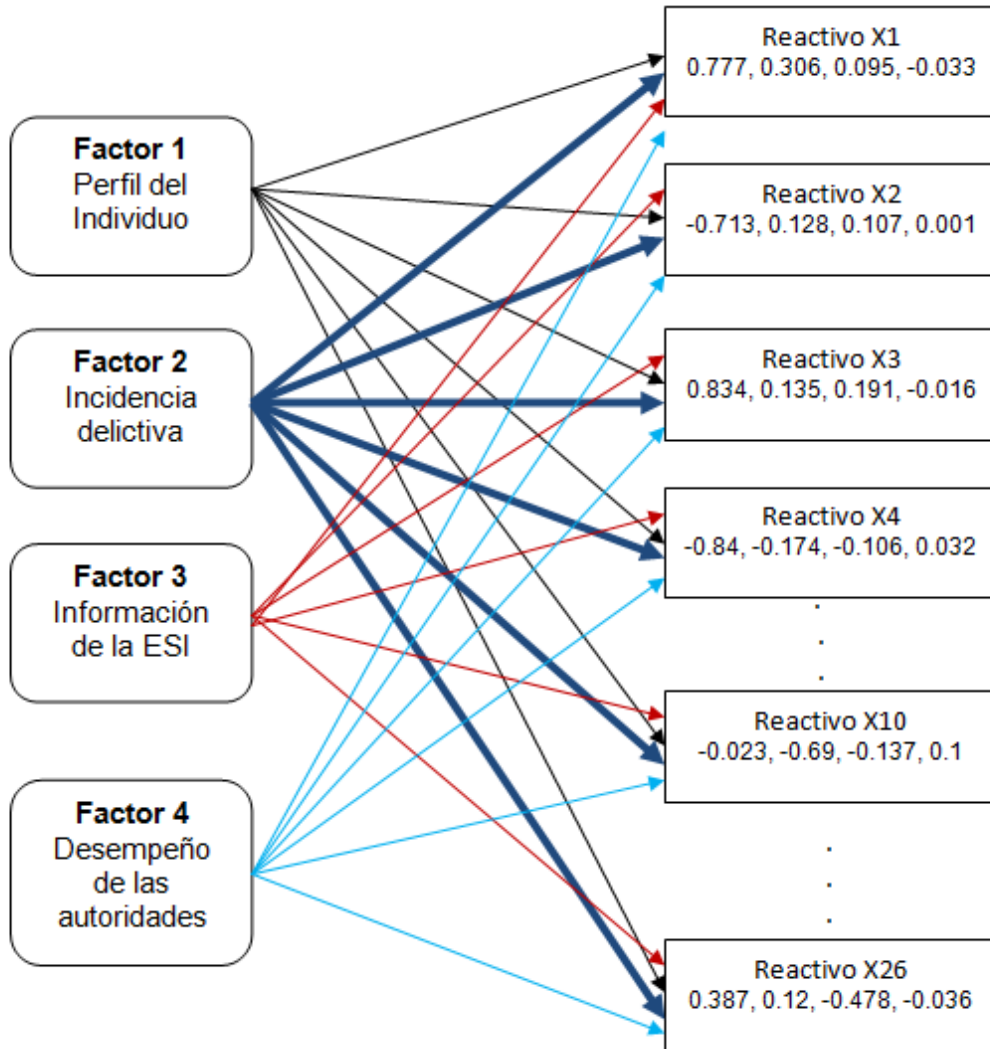 Factor 1
Perfil del
Individuo
Factor 2
Incidencia
delictiva
Factor 3
Información
de la ESI
Factor 4
Desempeño
de las
autoridades
Reactivo X1
0.777, 0.306, 0.095, -0.033
Reactivo X2
-0.713, 0.128, 0.107, 0.001
Reactivo X3
0.834, 0.135, 0.191, -0.016
Reactivo X4
-0.84, -0.174, -0.106, 0.032
Reactivo X10
-0.023, -0.69, -0.137, 0.1
Reactivo X26
0.387, 0.12, -0.478, -0.036